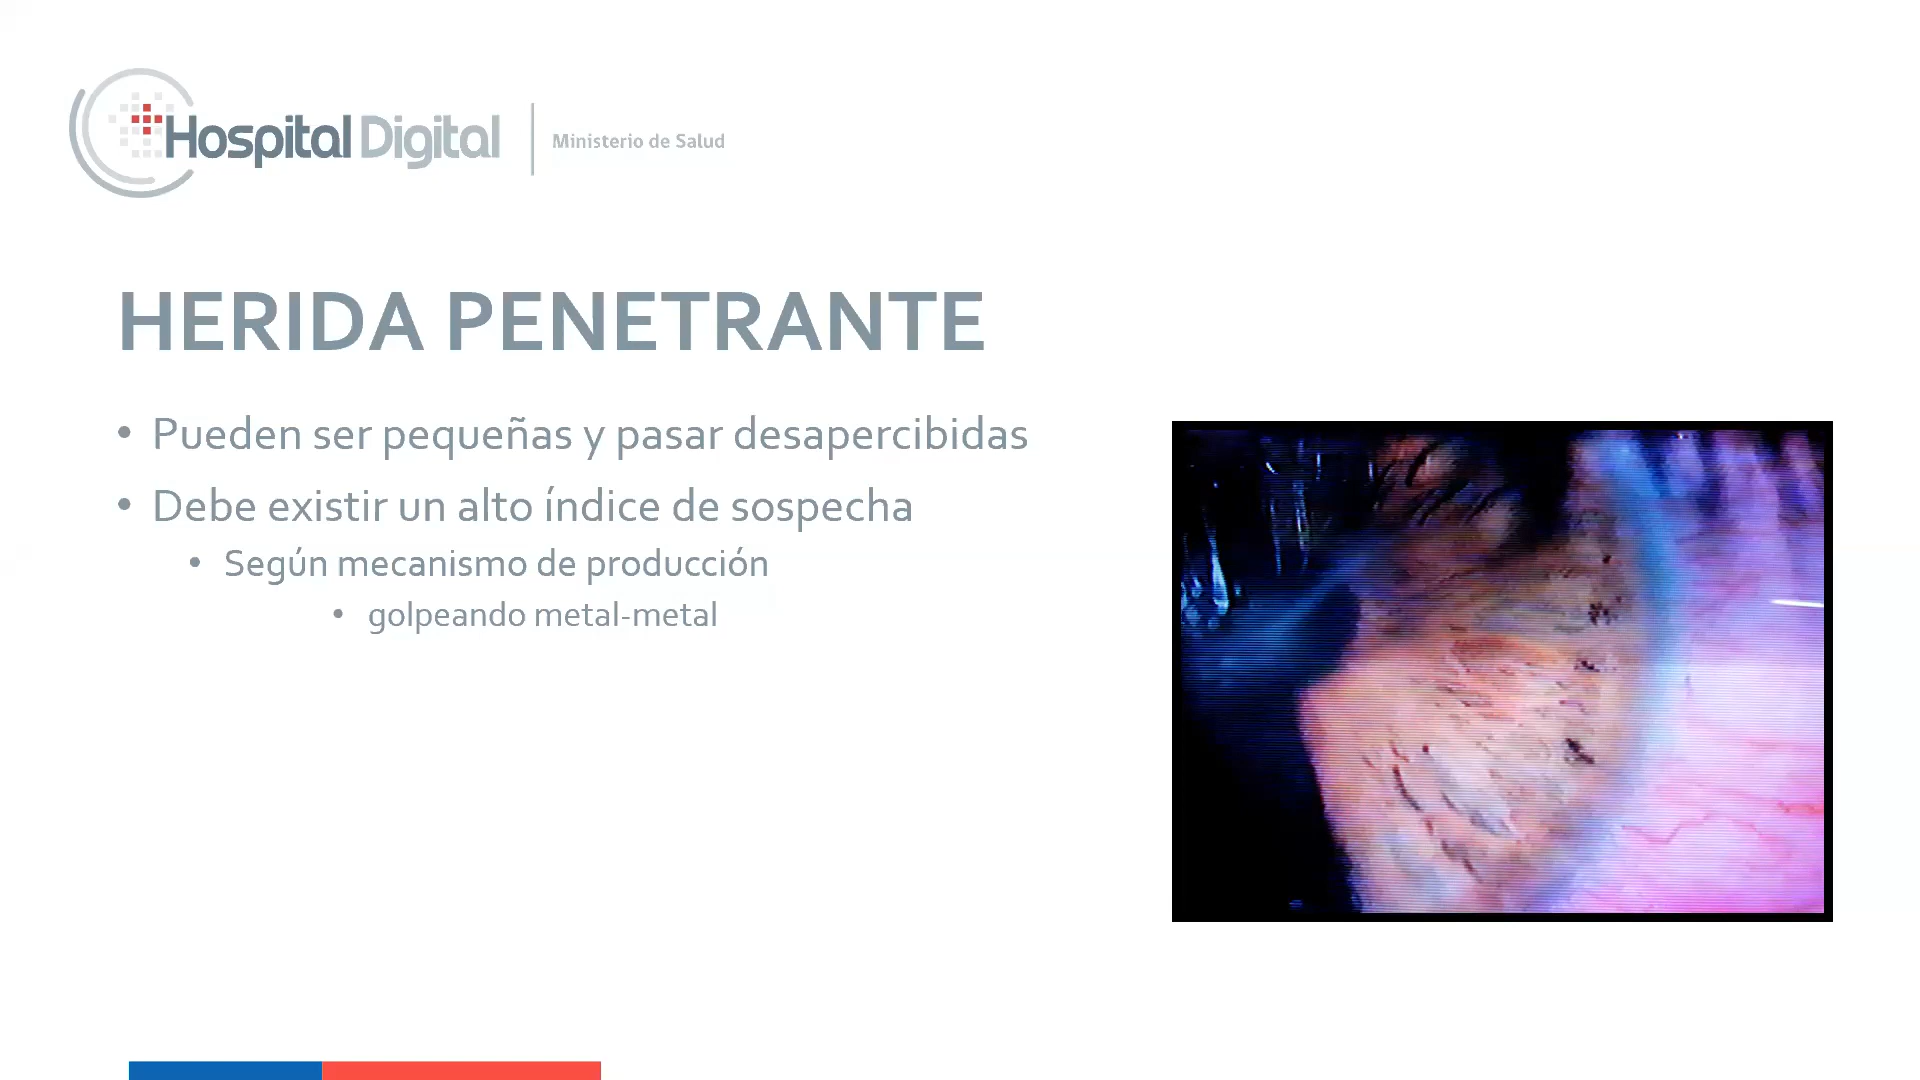 Hospital Digital
Ministerio de Salud
HERIDA PENETRANTE
• Pueden ser pequeñas y pasar desapercibidas
• Debe existir un alto índice de sospecha
• Según mecanismo de producción
• golpeando metal-metal